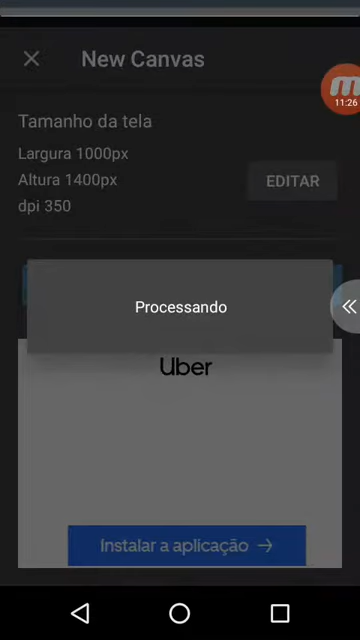 New Canvas
11:26
Tamanho da tela
Largura 1000px
Altura 1400px
EDITAR
dpi 350
Processando
Uber
Instalar a aplicação